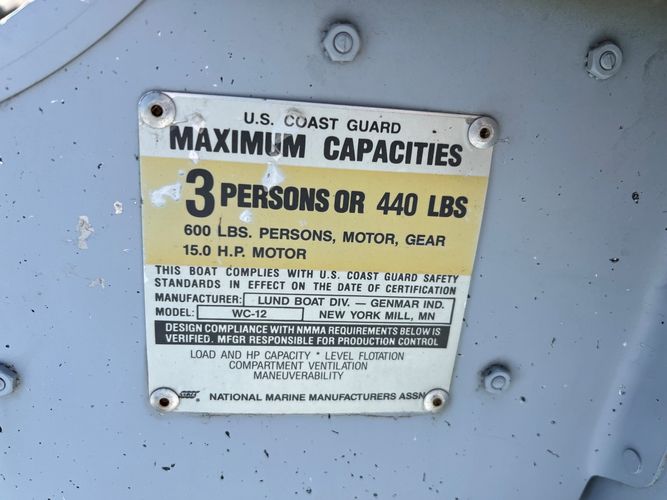 U.S. COAST GUARD
MAXIMUM CAPACITIES
3 PERSONS OR 440 LBS
600 LBS. PERSONS, MOTOR, GEAR
15.0 H.P. MOTOR
THIS BOAT COMPLIES WITH U.S. COAST GUARD SAFETY
STANDARDS IN EFFECT ON THE DATE OF CERTIFICATION
MANUFACTURER: LUND BOAT DIV. – GENMAR IND.
MODEL: WC-12 NEW YORK MILL, MN
DESIGN COMPLIANCE WITH NMMA REQUIREMENTS BELOW IS
VERIFIED. MFGR RESPONSIBLE FOR PRODUCTION CONTROL
LOAD AND HP CAPACITY * LEVEL FLOTATION
COMPARTMENT VENTILATION
MANEUVERABILITY
NATIONAL MARINE MANUFACTURERS ASSN